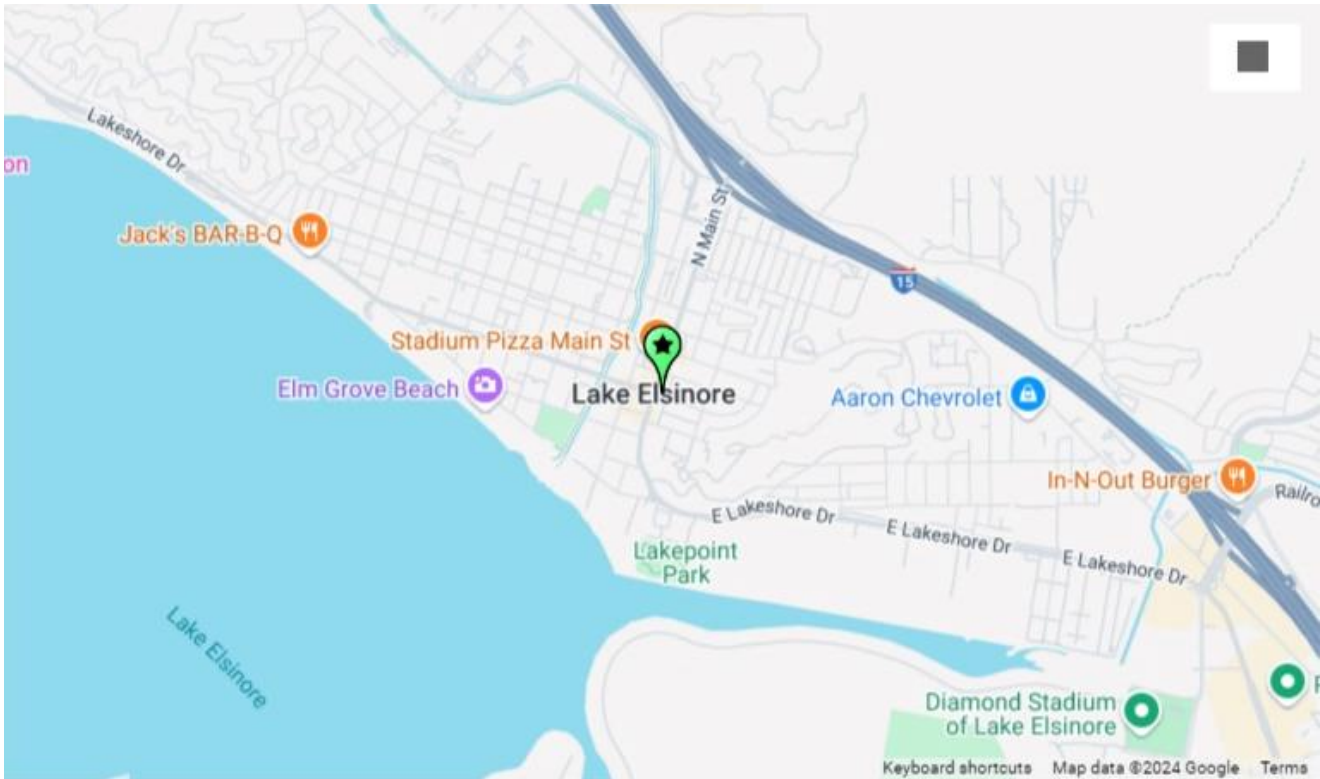 Lakeshore Dr
on
Jack's BAR-B-Q
N Main St
15
Stadium Pizza Main St
Elm Grove Beach
Lake Elsinore
Aaron Chevrolet
In-N-Out Burger
Railro
E Lakeshore Dr
E Lakeshore Dr
E Lakeshore Dr
Lakepoint
Park
Lake Elsinore
Diamond Stadium
of Lake Elsinore
F
Keyboard shortcuts Map data ©2024 Google Terms